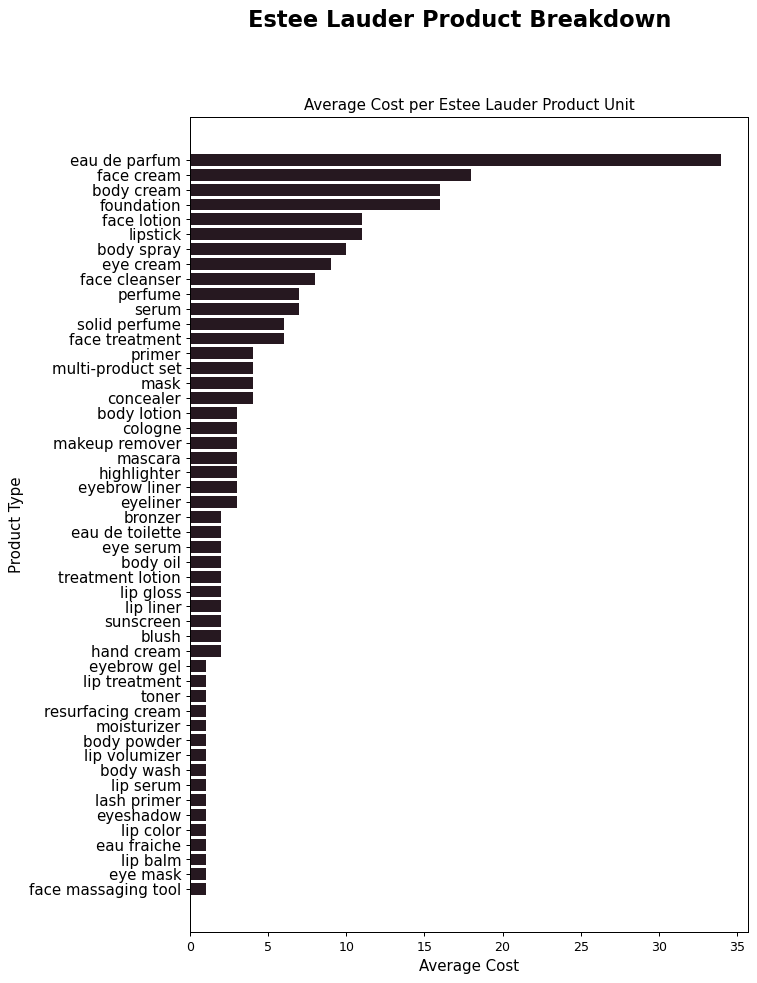 Estee Lauder Product Breakdown
Average Cost per Estee Lauder Product Unit
eau de parfum
face cream
body cream
foundation
face lotion
lipstick
body spray
eye cream
face cleanser
perfume
serum
solid perfume
face treatment
primer
multi-product set
mask
concealer
body lotion
cologne
makeup remover
mascara
highlighter
eyebrow liner
eyeliner
bronzer
eau de toilette
eye serum
body oil
treatment lotion
lip gloss
lip liner
sunscreen
blush
hand cream
eyebrow gel
lip treatment
toner
resurfacing cream
moisturizer
body powder
lip volumizer
body wash
lip serum
lash primer
eyeshadow
lip color
eau fraiche
lip balm
eye mask
face massaging tool
Product Type
0 5 10 15 20 25 30 35
Average Cost